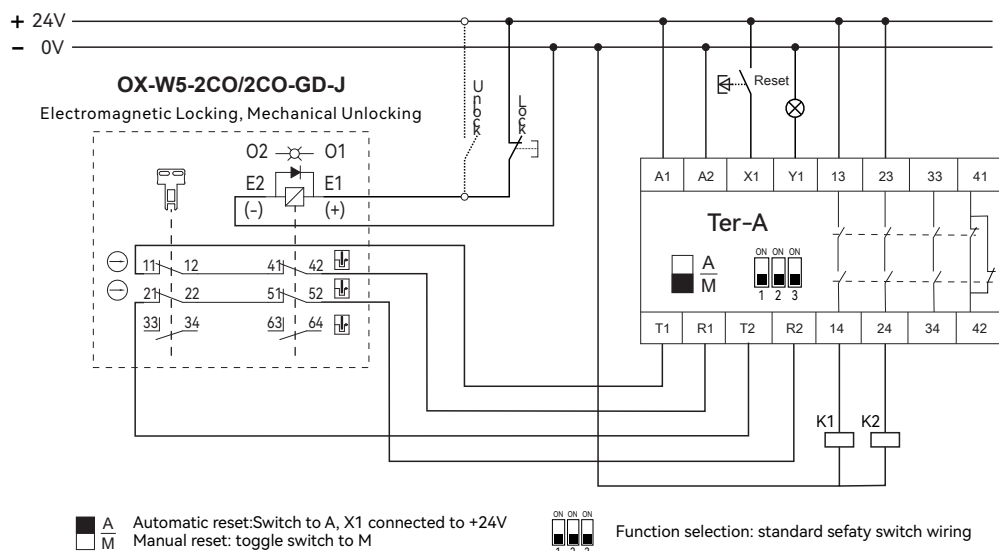 + 24V
− 0V
OX-W5-2CO/2CO-GD-J
Electromagnetic Locking, Mechanical Unlocking
Unlock
Lock
Reset
O2 O1
E2 E1
(-) (+)
A1 A2 X1 Y1 13 23 33 41
Ter-A
A
M
ON ON ON
1 2 3
11 12 41 42
21 22 51 52
33 34 63 64
T1 R1 T2 R2 14 24 34 42
K1 K2
A
M
Automatic reset:Switch to A, X1 connected to +24V
Manual reset: toggle switch to M
ON ON ON
1 2 3
Function selection: standard sefaty switch wiring